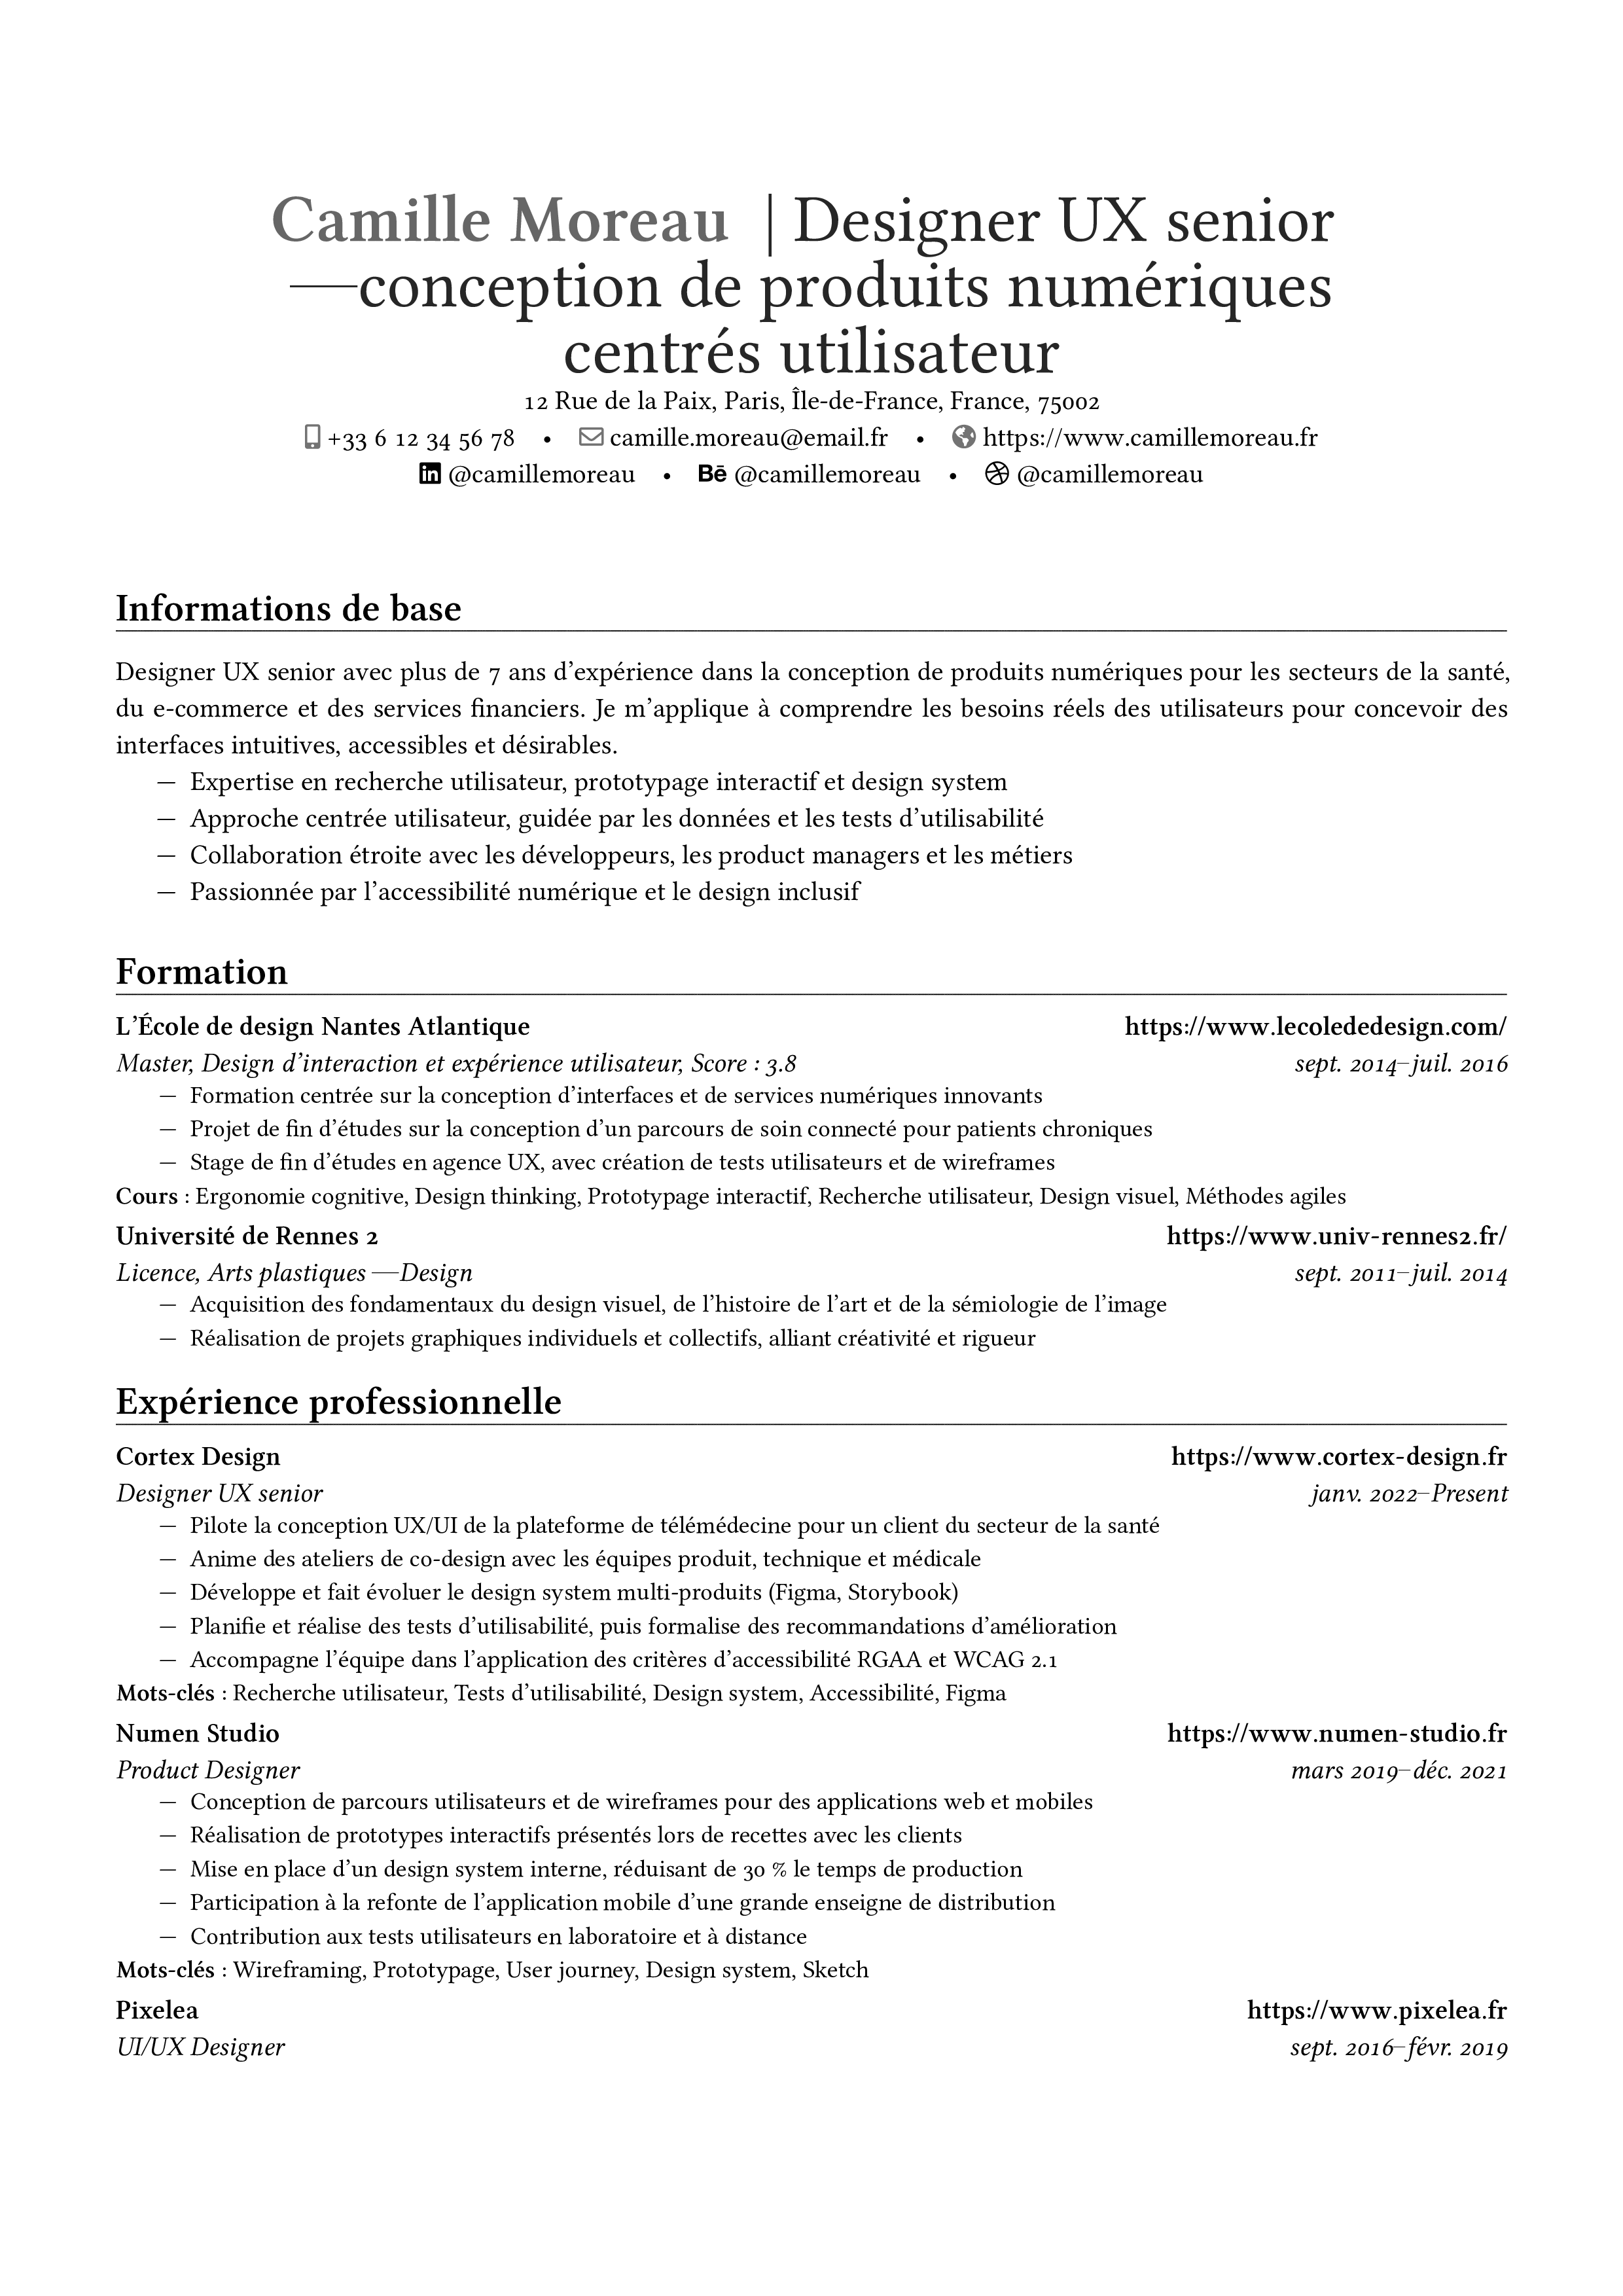 Camille Moreau | Designer UX senior
—conception de produits numériques
centrés utilisateur
12 Rue de la Paix, Paris, Île-de-France, France, 75002
+33 6 12 34 56 78 • camille.moreau@email.fr • https://www.camillemoreau.fr
@camillemoreau • Bē @camillemoreau • @camillemoreau
Informations de base
Designer UX senior avec plus de 7 ans d’expérience dans la conception de produits numériques pour les secteurs de la santé,
du e-commerce et des services financiers. Je m’applique à comprendre les besoins réels des utilisateurs pour concevoir des
interfaces intuitives, accessibles et désirables.
— Expertise en recherche utilisateur, prototypage interactif et design system
— Approche centrée utilisateur, guidée par les données et les tests d’utilisabilité
— Collaboration étroite avec les développeurs, les product managers et les métiers
— Passionnée par l’accessibilité numérique et le design inclusif
Formation
L’École de design Nantes Atlantique https://www.lecolededesign.com/
Master, Design d’interaction et expérience utilisateur, Score : 3.8 sept. 2014–juil. 2016
— Formation centrée sur la conception d’interfaces et de services numériques innovants
— Projet de fin d’études sur la conception d’un parcours de soin connecté pour patients chroniques
— Stage de fin d’études en agence UX, avec création de tests utilisateurs et de wireframes
Cours : Ergonomie cognitive, Design thinking, Prototypage interactif, Recherche utilisateur, Design visuel, Méthodes agiles
Université de Rennes 2 https://www.univ-rennes2.fr/
Licence, Arts plastiques —Design sept. 2011–juil. 2014
— Acquisition des fondamentaux du design visuel, de l’histoire de l’art et de la sémiologie de l’image
— Réalisation de projets graphiques individuels et collectifs, alliant créativité et rigueur
Expérience professionnelle
Cortex Design https://www.cortex-design.fr
Designer UX senior janv. 2022–Present
— Pilote la conception UX/UI de la plateforme de télémédecine pour un client du secteur de la santé
— Anime des ateliers de co-design avec les équipes produit, technique et médicale
— Développe et fait évoluer le design system multi-produits (Figma, Storybook)
— Planifie et réalise des tests d’utilisabilité, puis formalise des recommandations d’amélioration
— Accompagne l’équipe dans l’application des critères d’accessibilité RGAA et WCAG 2.1
Mots-clés : Recherche utilisateur, Tests d’utilisabilité, Design system, Accessibilité, Figma
Numen Studio https://www.numen-studio.fr
Product Designer mars 2019–déc. 2021
— Conception de parcours utilisateurs et de wireframes pour des applications web et mobiles
— Réalisation de prototypes interactifs présentés lors de recettes avec les clients
— Mise en place d’un design system interne, réduisant de 30 % le temps de production
— Participation à la refonte de l’application mobile d’une grande enseigne de distribution
— Contribution aux tests utilisateurs en laboratoire et à distance
Mots-clés : Wireframing, Prototypage, User journey, Design system, Sketch
Pixelea https://www.pixelea.fr
UI/UX Designer sept. 2016–févr. 2019